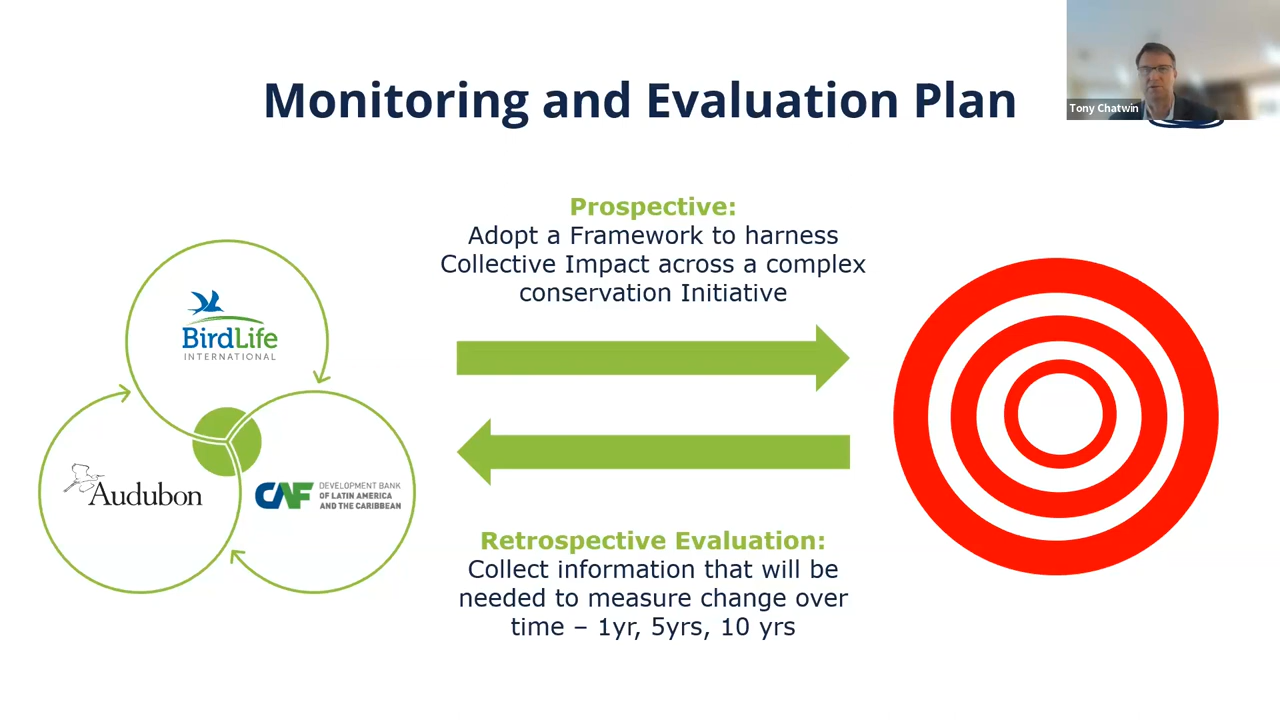 Monitoring and Evaluation Plan
Tony Chatwin
Prospective:
Adopt a Framework to harness
Collective Impact across a complex
conservation Initiative
BirdLife
INTERNATIONAL
Audubon
CAF
DEVELOPMENT BANK
OF LATIN AMERICA
AND THE CARIBBEAN
Retrospective Evaluation:
Collect information that will be
needed to measure change over
time – 1yr, 5yrs, 10 yrs